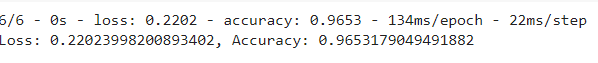 6/6 - 0s - loss: 0.2202 - accuracy: 0.9653 - 134ms/epoch - 22ms/step
Loss: 0.22023998200893402, Accuracy: 0.9653179049491882